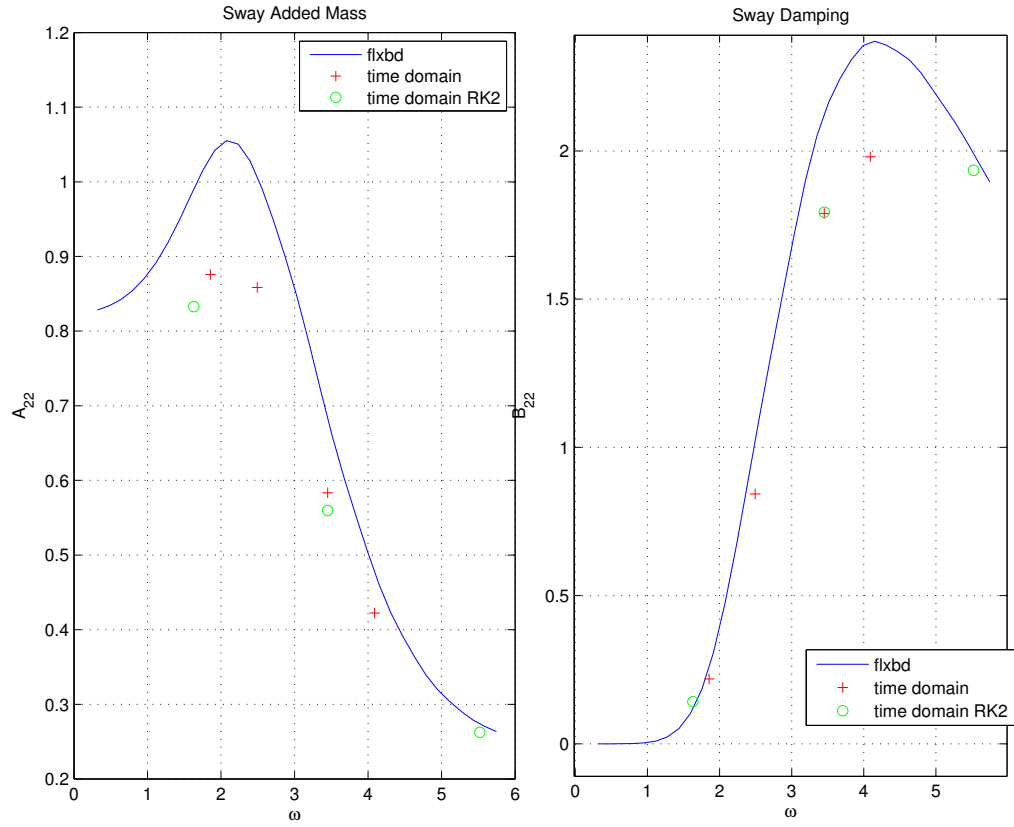 Sway Added Mass
1.2
1.1
1
0.9
0.8
0.7
0.6
0.5
0.4
0.3
0.2
A22
0 1 2 3 4 5 6
ω
flxbd
time domain
time domain RK2
Sway Damping
2
1.5
1
0.5
0
B22
0 1 2 3 4 5
ω
flxbd
time domain
time domain RK2